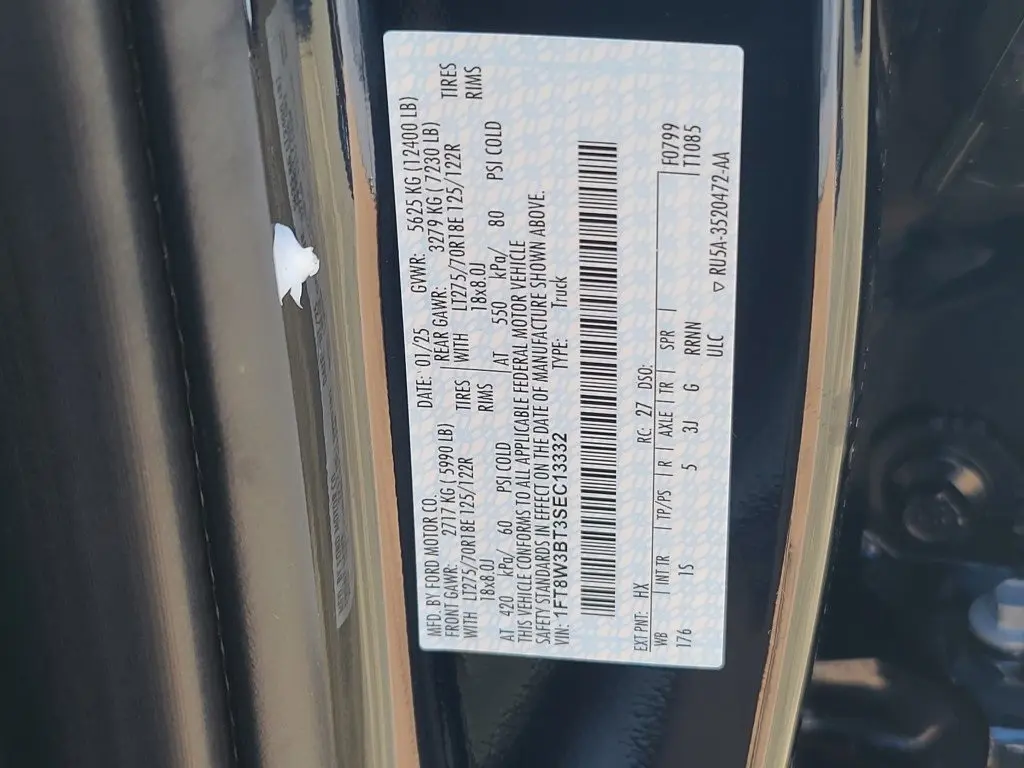 MFD. BY FORD MOTOR CO.
DATE: 01/25 GVWR: 5625 KG (12400 LB)
FRONT GAWR: 2717 KG (5990 LB) REAR GAWR: 3279 KG (7230 LB)
WITH LT275/70R18E 125/122R TIRES WITH LT275/70R18E 125/122R TIRES
18x8.0J RIMS 18x8.0J RIMS
AT 420 kPa/ 60 PSI COLD AT 550 kPa/ 80 PSI COLD
THIS VEHICLE CONFORMS TO ALL APPLICABLE FEDERAL MOTOR VEHICLE
SAFETY STANDARDS IN EFFECT ON THE DATE OF MANUFACTURE SHOWN ABOVE.
VIN: 1FT8W3BT3SEC13332 TYPE: Truck
EXT PNT: HX RC: 27 DSO: F0799
WB INT TR TP/PS R AXLE TR SPR T1085
176 IS 5 3J G RRNN
ULC
▽ RU5A-3520472-AA